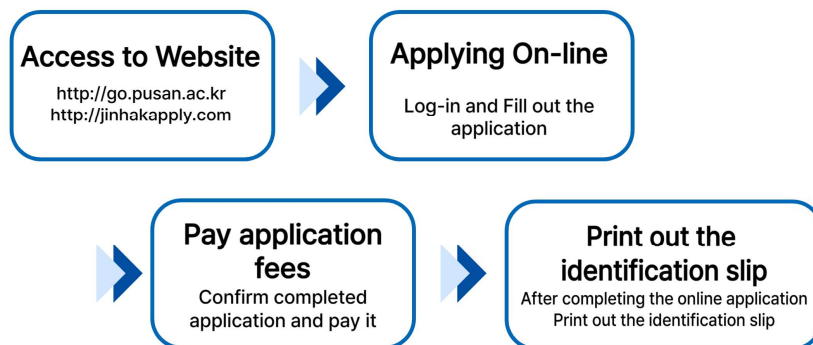 Access to Website
http://go.pusan.ac.kr
http://jinhakapply.com
Applying On-line
Log-in and Fill out the
application
Pay application
fees
Confirm completed
application and pay it
Print out the
identification slip
After completing the online application
Print out the identification slip